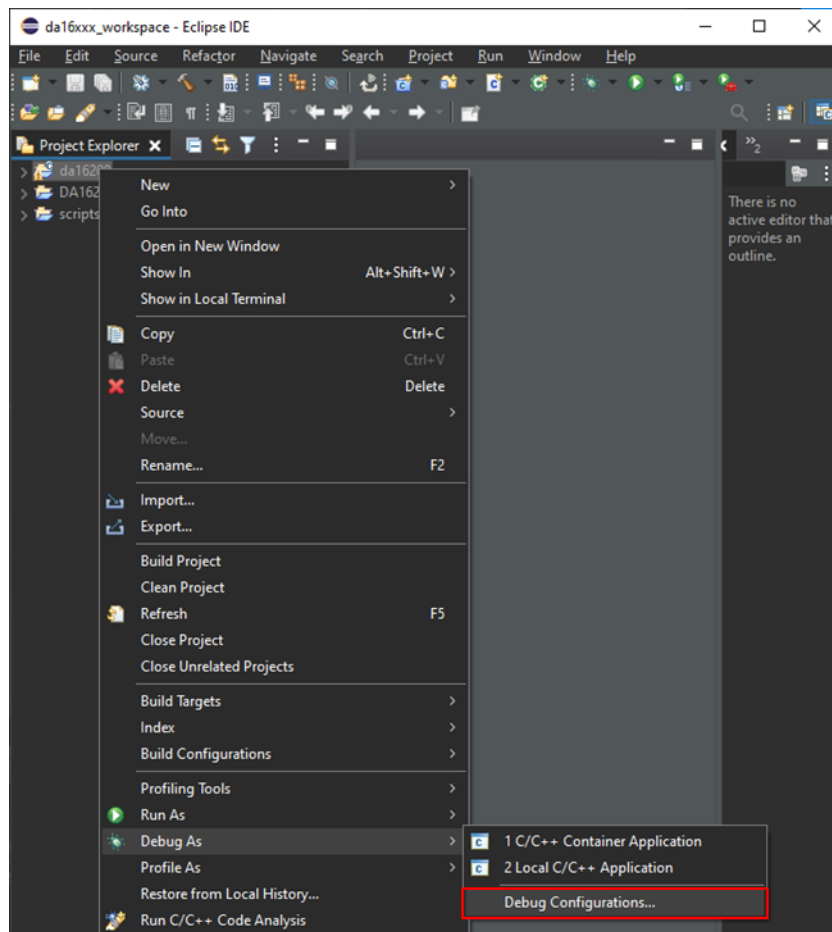 da16xxx_workspace - Eclipse IDE
File Edit Source Refactor Navigate Search Project Run Window Help
Project Explorer
2
da16200
DA162
scripts
There is no
active editor that
provides an
outline.
New
Go Into
Open in New Window
Show In Alt+Shift+W >
Show in Local Terminal
Copy Ctrl+C
Paste Ctrl+V
Delete Delete
Source
Move...
Rename... F2
Import...
Export...
Build Project
Clean Project
Refresh F5
Close Project
Close Unrelated Projects
Build Targets
Index
Build Configurations
Profiling Tools
Run As
Debug As
1 C/C++ Container Application
2 Local C/C++ Application
Debug Configurations...
Profile As
Restore from Local History...
Run C/C++ Code Analysis